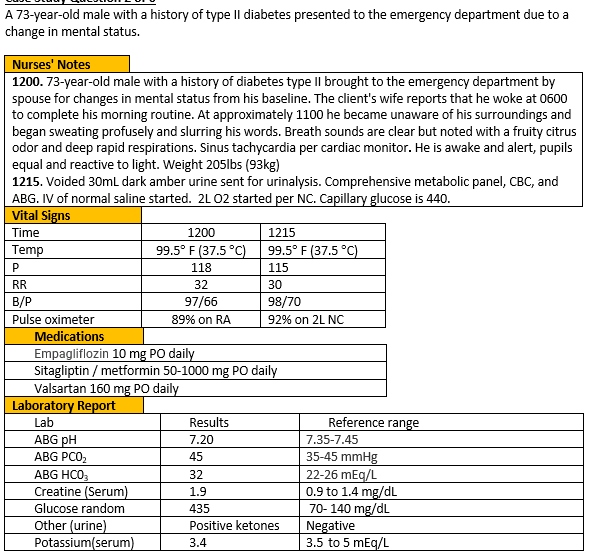 Case Study Question 2 of 6
A 73-year-old male with a history of type II diabetes presented to the emergency department due to a
change in mental status.
Nurses' Notes
1200. 73-year-old male with a history of diabetes type II brought to the emergency department by
spouse for changes in mental status from his baseline. The client's wife reports that he woke at 0600
to complete his morning routine. At approximately 1100 he became unaware of his surroundings and
began sweating profusely and slurring his words. Breath sounds are clear but noted with a fruity citrus
odor and deep rapid respirations. Sinus tachycardia per cardiac monitor. He is awake and alert, pupils
equal and reactive to light. Weight 205lbs (93kg)
1215. Voided 30mL dark amber urine sent for urinalysis. Comprehensive metabolic panel, CBC, and
ABG. IV of normal saline started. 2L O2 started per NC. Capillary glucose is 440.
Vital Signs
Time 1200 1215
Temp 99.5° F (37.5 °C) 99.5° F (37.5 °C)
P 118 115
RR 32 30
B/P 97/66 98/70
Pulse oximeter 89% on RA 92% on 2L NC
Medications
Empagliflozin 10 mg PO daily
Sitagliptin / metformin 50-1000 mg PO daily
Valsartan 160 mg PO daily
Laboratory Report
Lab Results Reference range
ABG pH 7.20 7.35-7.45
ABG PC0₂ 45 35-45 mmHg
ABG HC0₃ 32 22-26 mEq/L
Creatine (Serum) 1.9 0.9 to 1.4 mg/dL
Glucose random 435 70- 140 mg/dL
Other (urine) Positive ketones Negative
Potassium(serum) 3.4 3.5 to 5 mEq/L